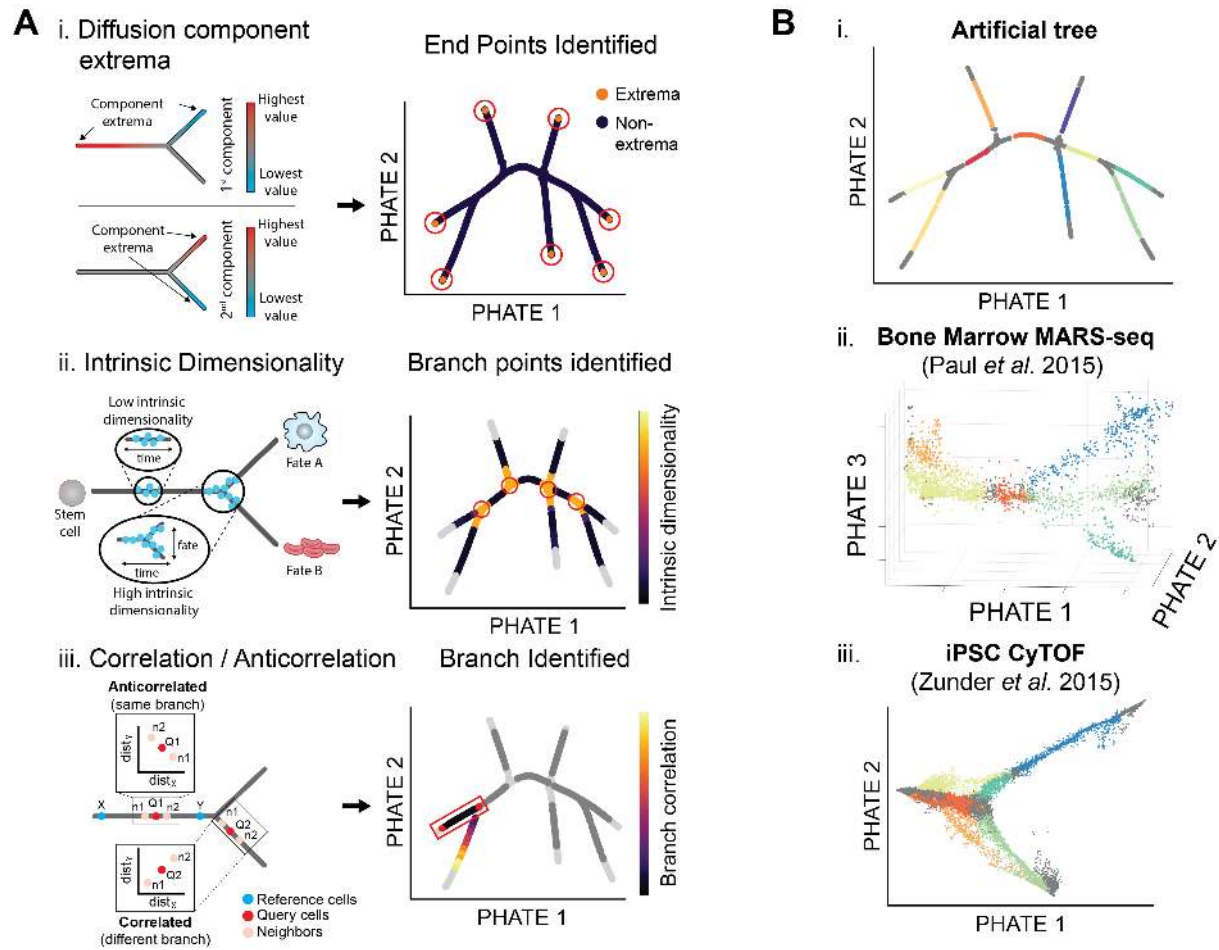 A
i. Diffusion component
extrema
Component
extrema
Highest
value
1st component
Lowest
value
Component
extrema
Highest
value
2nd component
Lowest
value
End Points Identified
Extrema
Non-
extrema
PHATE 2
PHATE 1
ii. Intrinsic Dimensionality
Low intrinsic
dimensionality
time
Stem
cell
Fate A
fate
time
Fate B
High intrinsic
dimensionality
Branch points identified
PHATE 2
PHATE 1
Intrinsic dimensionality
iii. Correlation / Anticorrelation
Anticorrelated
(same branch)
n2
Q1
n1
distY
distX
X
n1
Q1
n2
Y
n1
Q2
n2
n2
Q2
n1
distY
distX
Correlated
(different branch)
Reference cells
Query cells
Neighbors
Branch Identified
PHATE 2
PHATE 1
Branch correlation
B
i.
Artificial tree
PHATE 2
PHATE 1
ii.
Bone Marrow MARS-seq
(Paul et al. 2015)
PHATE 3
PHATE 1
PHATE 2
iii.
iPSC CyTOF
(Zunder et al. 2015)
PHATE 2
PHATE 1